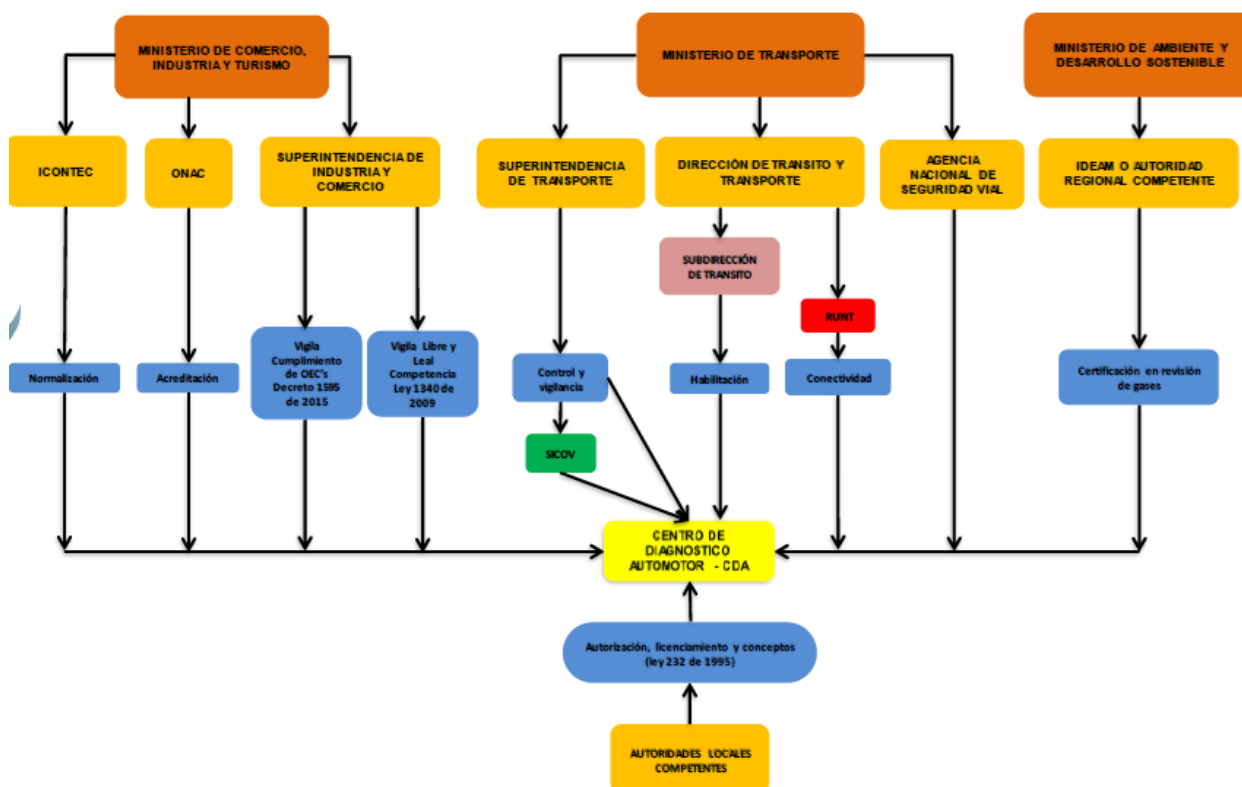 MINISTERIO DE COMERCIO,
INDUSTRIA Y TURISMO
MINISTERIO DE TRANSPORTE
MINISTERIO DE AMBIENTE Y
DESARROLLO SOSTENIBLE
ICONTEC
ONAC
SUPERINTENDENCIA DE
INDUSTRIA Y
COMERCIO
SUPERINTENDENCIA
DE TRANSPORTE
DIRECCIÓN DE TRANSITO Y
TRANSPORTE
AGENCIA
NACIONAL DE
SEGURIDAD VIAL
IDEAM O AUTORIDAD
REGIONAL COMPETENTE
SUBDIRECCIÓN
DE TRANSITO
RUNT
Normalización
Acreditación
Vigila
Cumplimiento
de OEC's
Decreto 1595
de 2015
Vigila Libre y Leal
Competencia
Ley 1340 de
2009
Control y
vigilancia
Habilitación
Conectividad
Certificación en revisión
de gases
SICOV
CENTRO DE
DIAGNOSTICO
AUTOMOTOR - CDA
Autorización, licenciamiento y conceptos
(ley 232 de 1995)
AUTORIDADES LOCALES
COMPETENTES